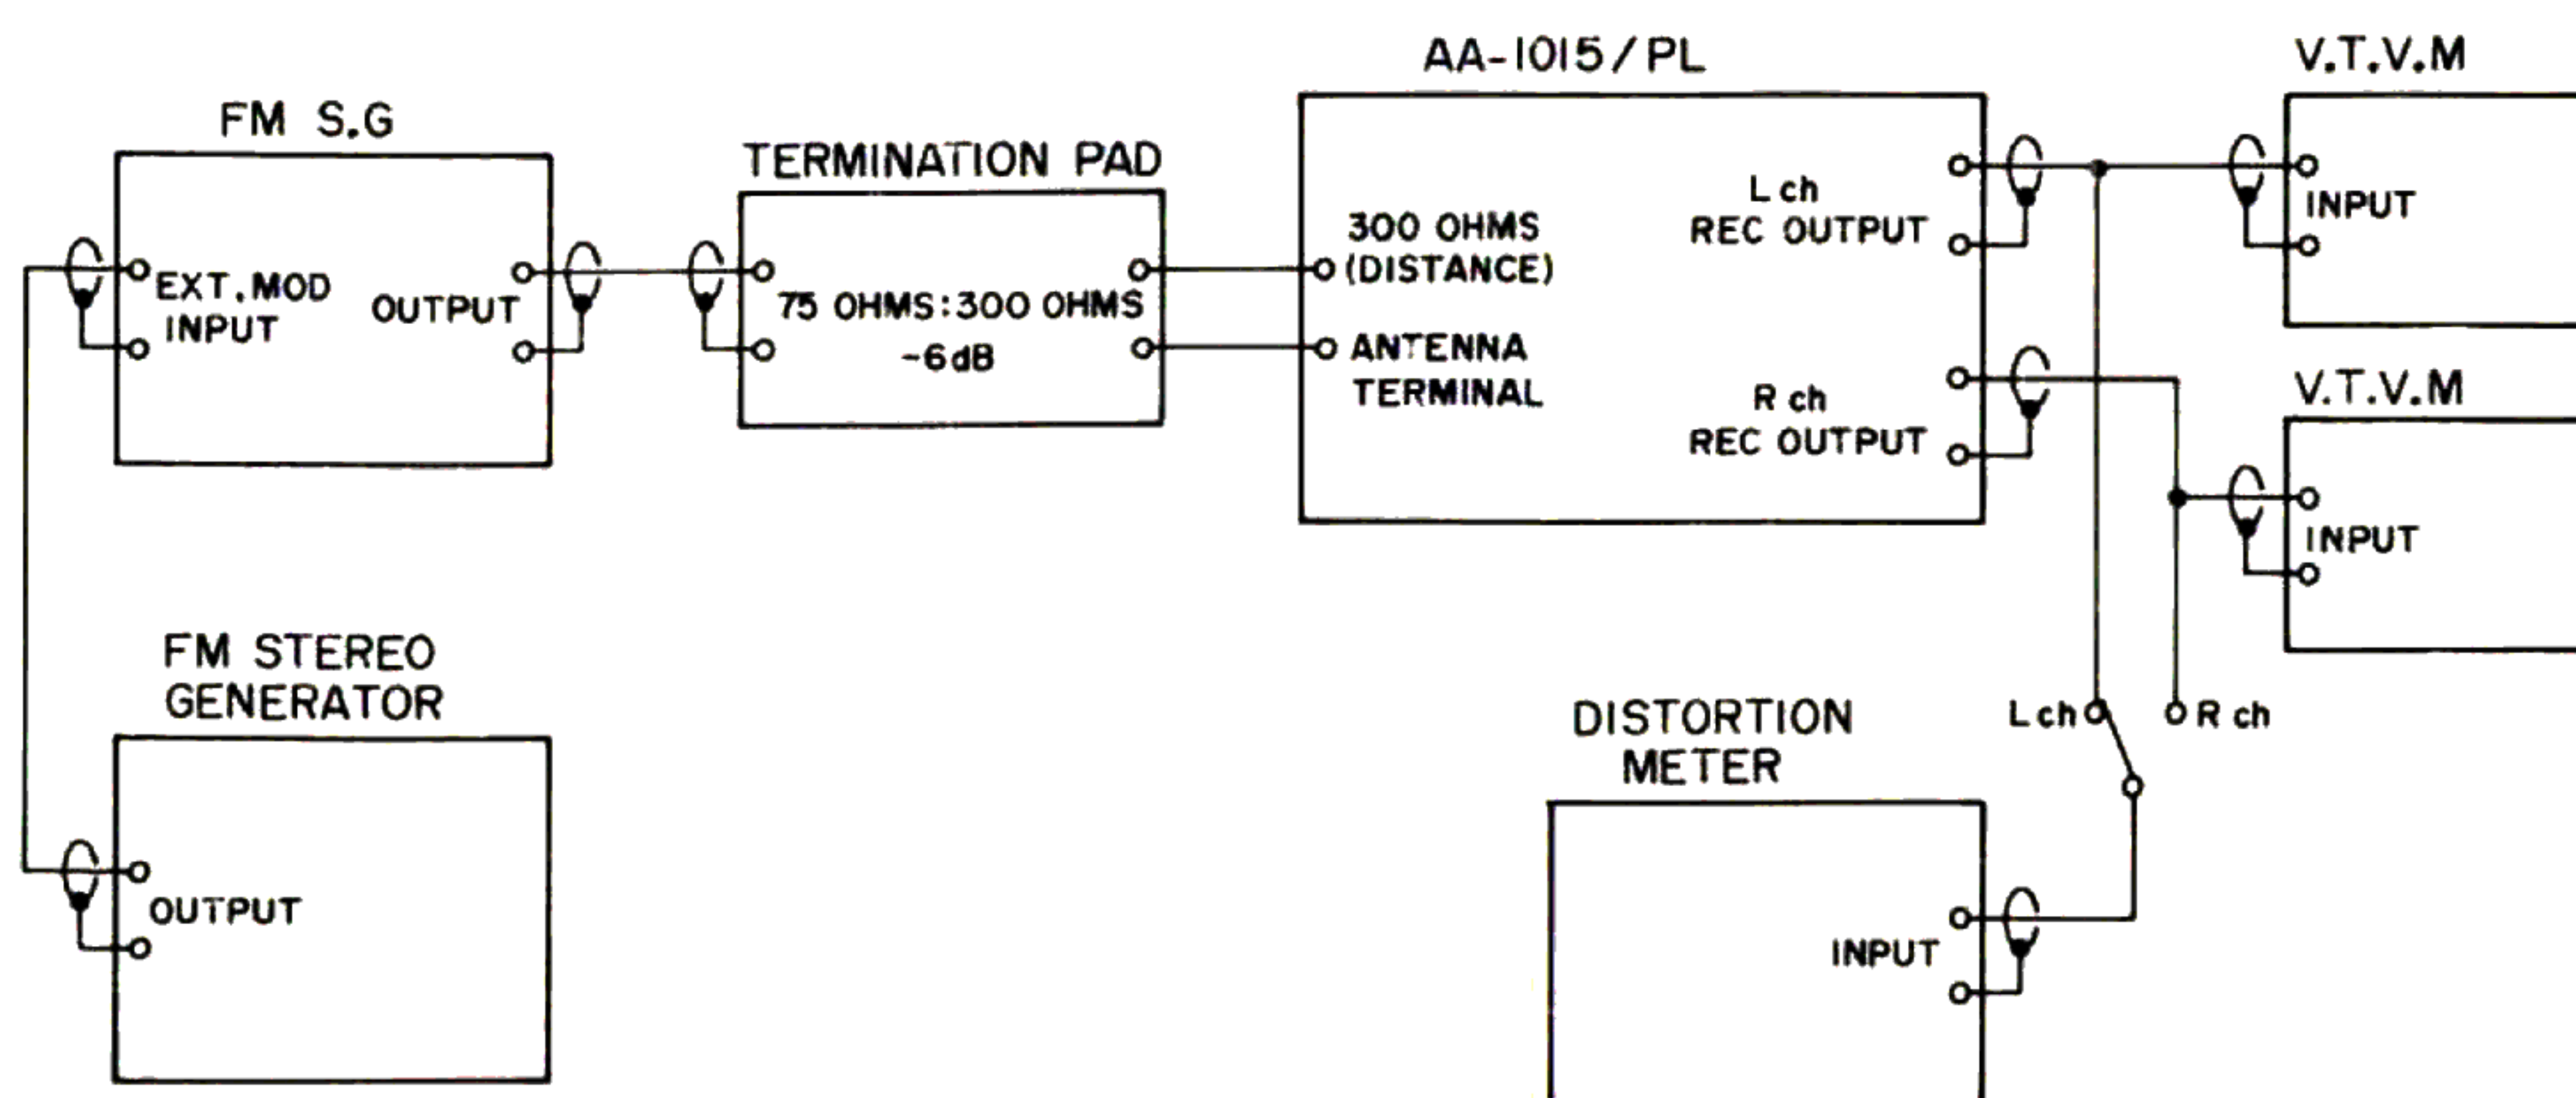 FM S.G
EXT.MOD
INPUT
OUTPUT
TERMINATION PAD
75 OHMS:300 OHMS
-6dB
AA-1015/PL
300 OHMS
(DISTANCE)
ANTENNA
TERMINAL
L ch
REC OUTPUT
R ch
REC OUTPUT
V.T.V.M
INPUT
V.T.V.M
INPUT
FM STEREO
GENERATOR
OUTPUT
DISTORTION
METER
INPUT
L ch
R ch